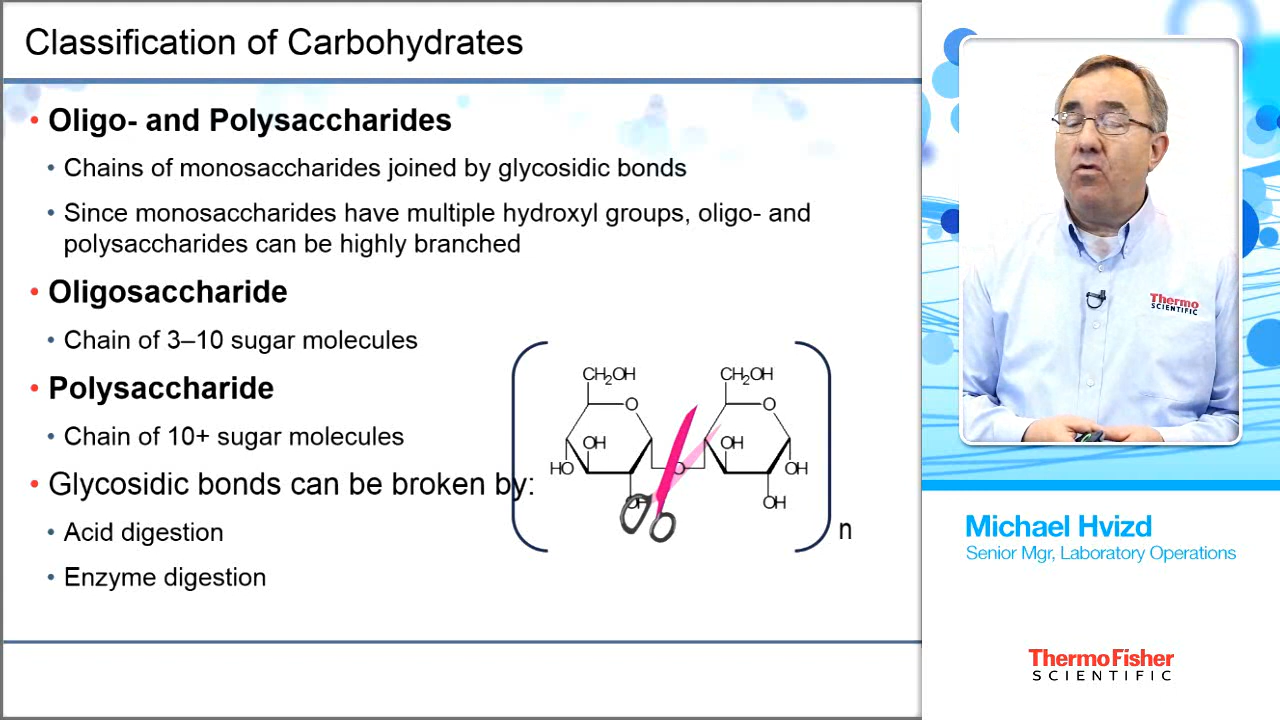 Classification of Carbohydrates
• Oligo- and Polysaccharides
• Chains of monosaccharides joined by glycosidic bonds
• Since monosaccharides have multiple hydroxyl groups, oligo- and
polysaccharides can be highly branched
• Oligosaccharide
• Chain of 3–10 sugar molecules
• Polysaccharide
• Chain of 10+ sugar molecules
• Glycosidic bonds can be broken by:
• Acid digestion
• Enzyme digestion
CH2OH CH2OH
O O
OH OH
HO O OH
OH OH
n
Thermo
SCIENTIFIC
Michael Hvizd
Senior Mgr, Laboratory Operations
ThermoFisher
SCIENTIFIC